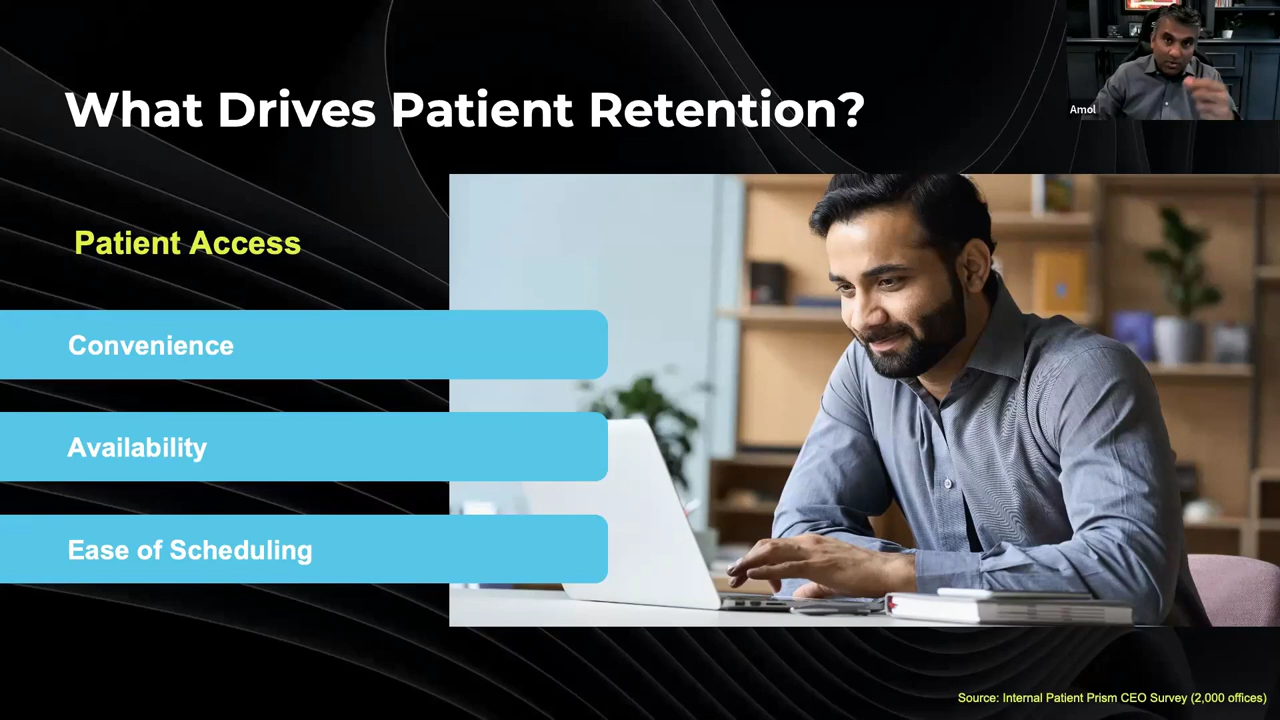 What Drives Patient Retention?
Amol
Patient Access
Convenience
Availability
Ease of Scheduling
Source: Internal Patient Prism CEO Survey (2,000 offices)